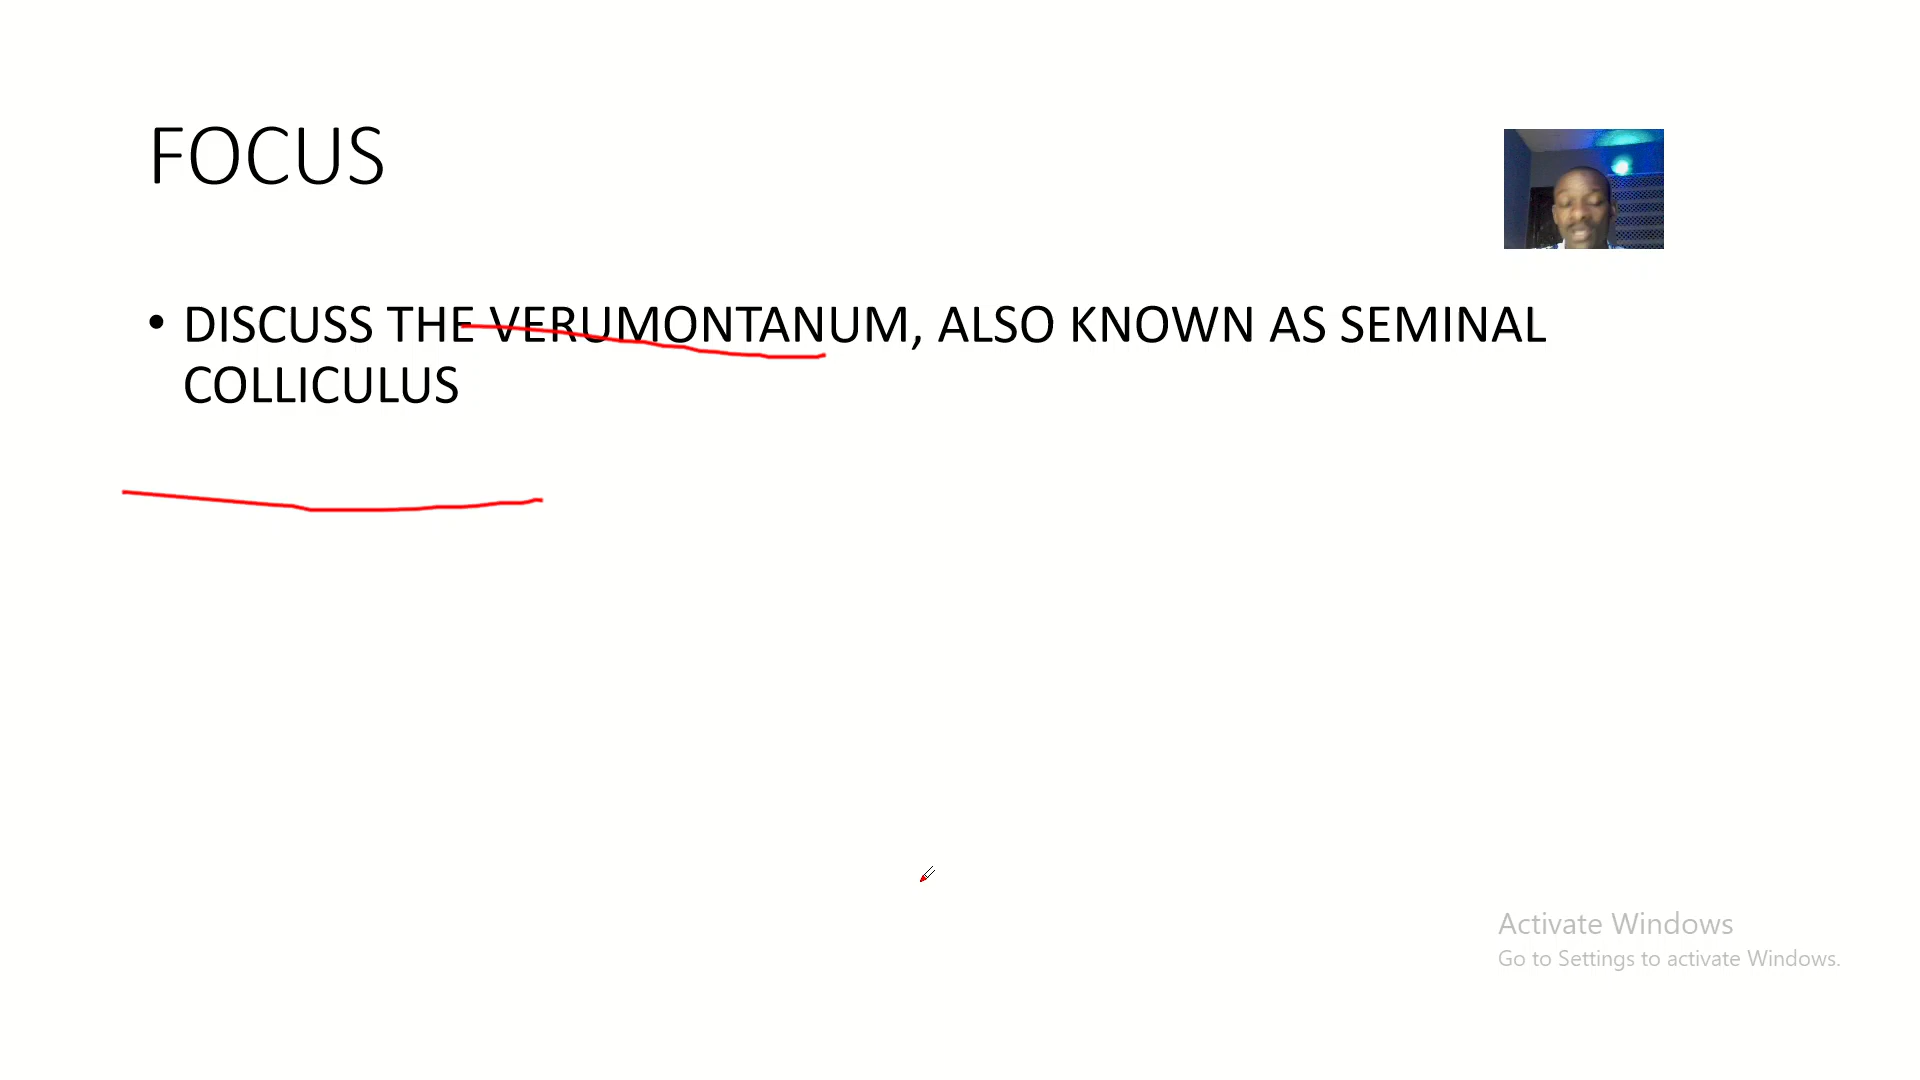 FOCUS
• DISCUSS THE VERUMONTANUM, ALSO KNOWN AS SEMINAL
COLLICULUS
Activate Windows
Go to Settings to activate Windows.